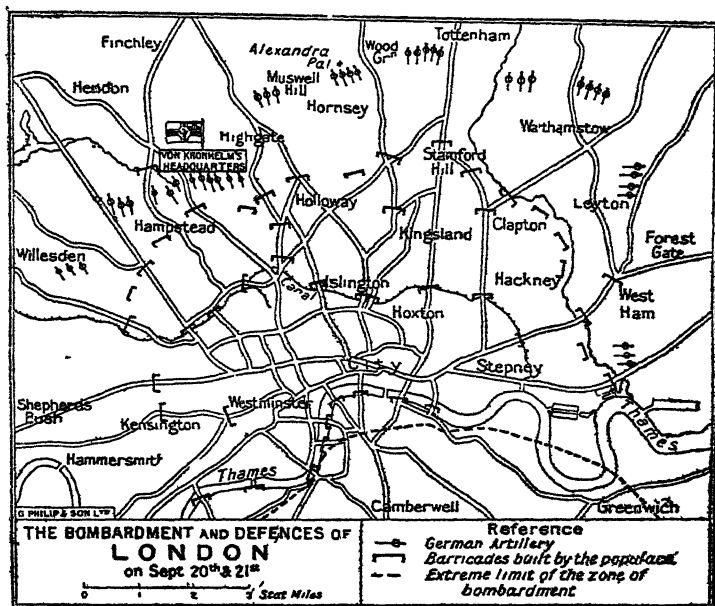 Finchley
Tottenham
Alexandra
Pal.
Wood
Grn
Hendon
Muswell
Hill
Hornsey
Highgate
Walthamstow
VON KRONHELM'S
HEADQUARTERS
Stamford
Hill
Holloway
Leyton
Hampstead
Kingsland
Clapton
Forest
Gate
Willesden
Canal
Islington
Hackney
West
Ham
Hoxton
City
Stepney
Shepherds
Bush
Westminster
Kensington
Thames
Hammersmith
Thames
Camberwell
Greenwich
G PHILIP & SON LTD
THE BOMBARDMENT AND DEFENCES OF
LONDON
on Sept 20th & 21st
0 1 2 3 Stat Miles
Reference
German Artillery
Barricades built by the populace
Extreme limit of the zone of
bombardment